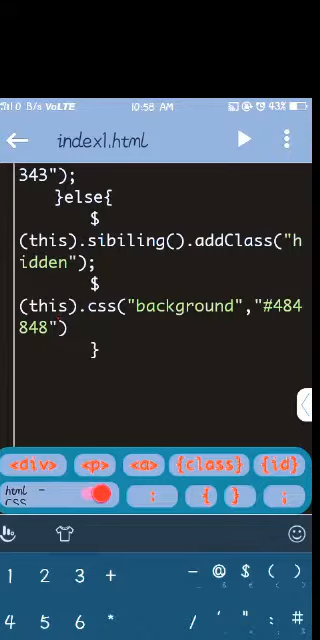 0 B/s VoLTE 10:58 AM 43%
index1.html
343");
}else{
$
(this).sibiling().addClass("h
idden");
$
(this).css("background","#484
848")
}
<div> <p> <a> {class} {id}
html -
css : { } ;
1 2 3 + - @ $ ( )
4 5 6 * / ' " : #